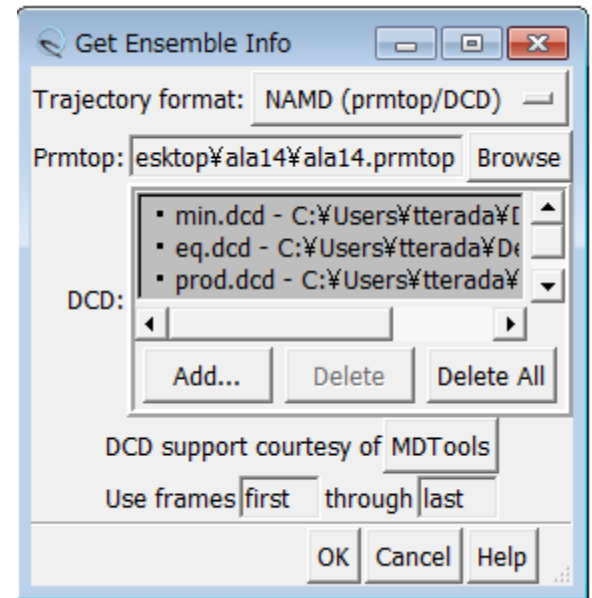 Get Ensemble Info
Trajectory format: NAMD (prmtop/DCD)
Prmtop: esktop¥ala14¥ala14.prmtop Browse
DCD:
▪ min.dcd - C:¥Users¥tterada¥D
▪ eq.dcd - C:¥Users¥tterada¥De
▪ prod.dcd - C:¥Users¥tterada¥
Add... Delete Delete All
DCD support courtesy of MDTools
Use frames first through last
OK Cancel Help